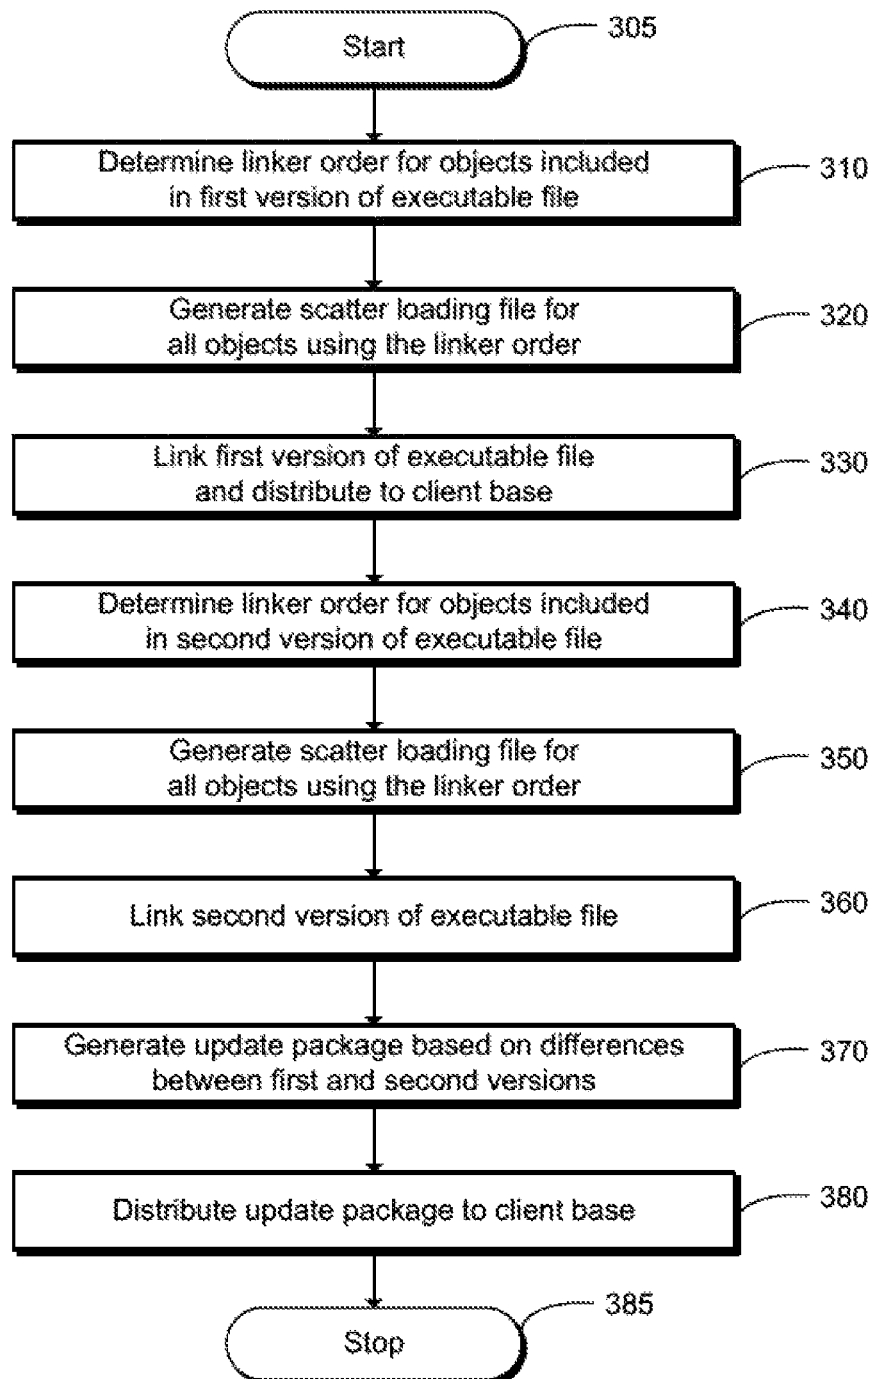 Start
305
Determine linker order for objects included
in first version of executable file
310
Generate scatter loading file for
all objects using the linker order
320
Link first version of executable file
and distribute to client base
330
Determine linker order for objects included
in second version of executable file
340
Generate scatter loading file for
all objects using the linker order
350
Link second version of executable file
360
Generate update package based on differences
between first and second versions
370
Distribute update package to client base
380
Stop
385